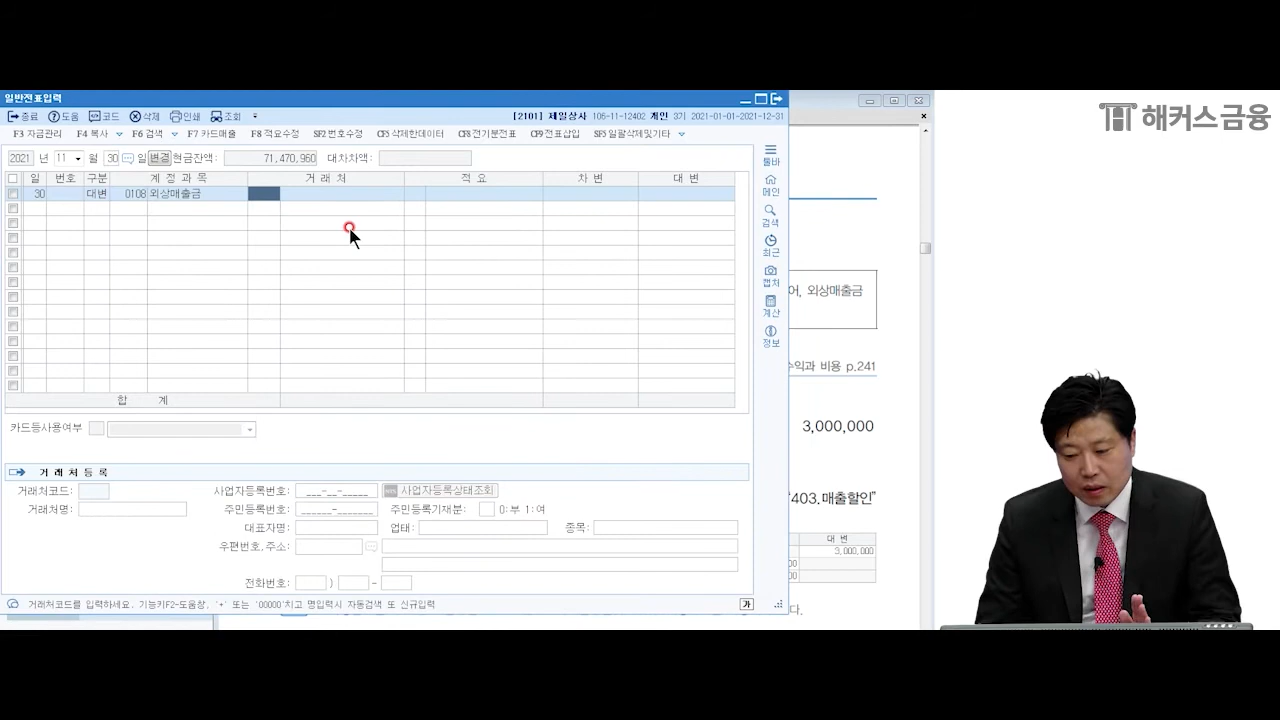 일반전표입력
종료 도움 코드 삭제 인쇄 조회
[2101] 제일상사 105-11-12402 개인 37기 2021-01-01~2021-12-31
F3 자금관리 F4 복사 F6 검색 F7 카드매출 F8 적요수정 SF2 번호수정 CF5 삭제한데이터 CF8 전기분전표 CF9 전표삽입 SF5 일괄삭제및기타
2021 년 11 월 30 일 변경 현금잔액: 71,470,960 대차차액:
일 번호 구분 계 정 과 목 거 래 처 적 요 차 변 대 변
30 대변 0108 외상매출금
합 계
카드등사용여부
거 래 처 등 록
거래처코드: 사업자등록번호: ___-__-_____ 사업자등록상태조회
거래처명: 주민등록번호: ______-_______ 주민등록기재분: 0:부 1:여
대표자명: 업태: 종목:
우편번호,주소:
전화번호: ) -
거래처코드를 입력하세요. 기능키F2-도움창, '+' 또는 '00000'치고 명입력시 자동검색 또 신규입력
가
툴바
메인
검색
최근
캡처
계산
정보
어, 외상매출금
수익과 비용 p.241
3,000,000
'403.매출할인"
대 변
3,000,000
00
00
다.
해커스금융